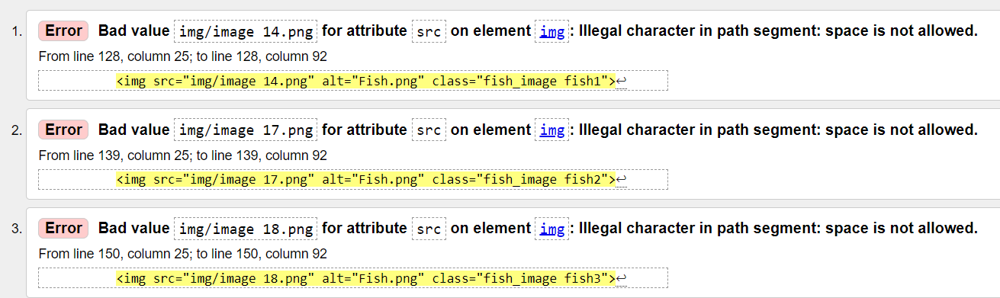 1. Error Bad value img/image 14.png for attribute src on element img: Illegal character in path segment: space is not allowed.
From line 128, column 25; to line 128, column 92
<img src="img/image 14.png" alt="Fish.png" class="fish_image fish1">↩
2. Error Bad value img/image 17.png for attribute src on element img: Illegal character in path segment: space is not allowed.
From line 139, column 25; to line 139, column 92
<img src="img/image 17.png" alt="Fish.png" class="fish_image fish2">↩
3. Error Bad value img/image 18.png for attribute src on element img: Illegal character in path segment: space is not allowed.
From line 150, column 25; to line 150, column 92
<img src="img/image 18.png" alt="Fish.png" class="fish_image fish3">↩